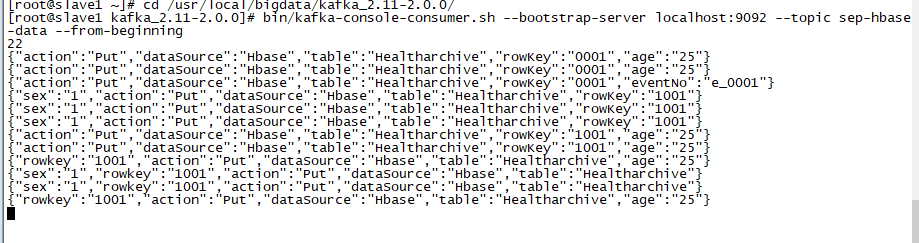 [root@slave1 ~]# cd /usr/local/bigdata/kafka_2.11-2.0.0/
[root@slave1 kafka_2.11-2.0.0]# bin/kafka-console-consumer.sh --bootstrap-server localhost:9092 --topic sep-hbase
-data --from-beginning
22
{"action":"Put","dataSource":"Hbase","table":"Healtharchive","rowKey":"0001","age":"25"}
{"action":"Put","dataSource":"Hbase","table":"Healtharchive","rowKey":"0001","age":"25"}
{"action":"Put","dataSource":"Hbase","table":"Healtharchive","rowKey":"0001","eventNo":"e_0001"}
{"sex":"1","action":"Put","dataSource":"Hbase","table":"Healtharchive","rowKey":"1001"}
{"sex":"1","action":"Put","dataSource":"Hbase","table":"Healtharchive","rowKey":"1001"}
{"sex":"1","action":"Put","dataSource":"Hbase","table":"Healtharchive","rowKey":"1001"}
{"action":"Put","dataSource":"Hbase","table":"Healtharchive","rowKey":"1001","age":"25"}
{"action":"Put","dataSource":"Hbase","table":"Healtharchive","rowKey":"1001","age":"25"}
{"rowkey":"1001","action":"Put","dataSource":"Hbase","table":"Healtharchive","age":"25"}
{"sex":"1","rowkey":"1001","action":"Put","dataSource":"Hbase","table":"Healtharchive"}
{"sex":"1","rowkey":"1001","action":"Put","dataSource":"Hbase","table":"Healtharchive"}
{"rowkey":"1001","action":"Put","dataSource":"Hbase","table":"Healtharchive","age":"25"}